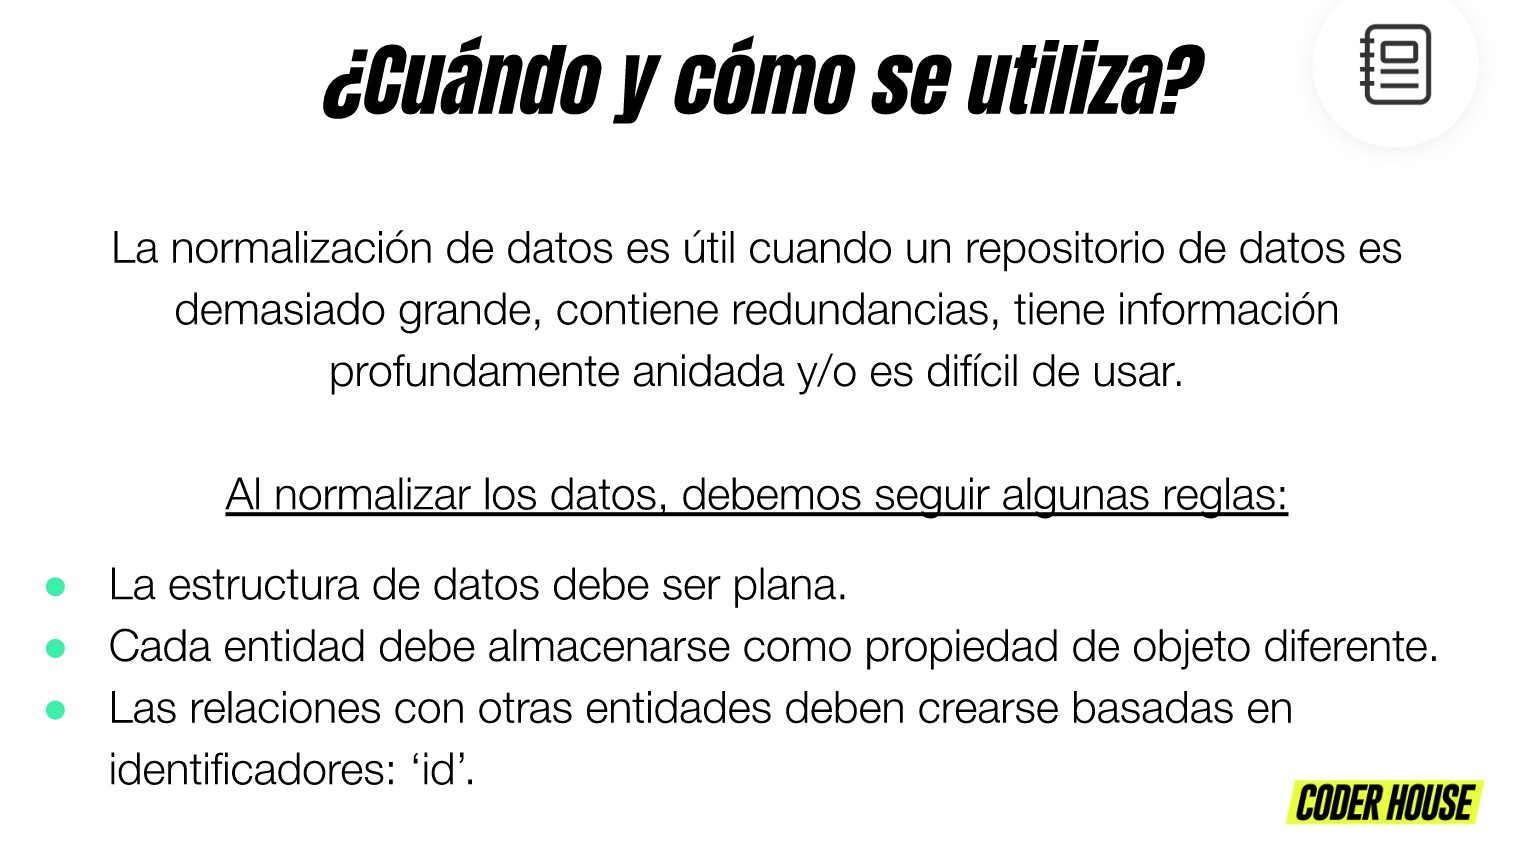 ¿Cuándo y cómo se utiliza?
La normalización de datos es útil cuando un repositorio de datos es
demasiado grande, contiene redundancias, tiene información
profundamente anidada y/o es difícil de usar.
Al normalizar los datos, debemos seguir algunas reglas:
● La estructura de datos debe ser plana.
● Cada entidad debe almacenarse como propiedad de objeto diferente.
● Las relaciones con otras entidades deben crearse basadas en
identificadores: ‘id’.
CODER HOUSE